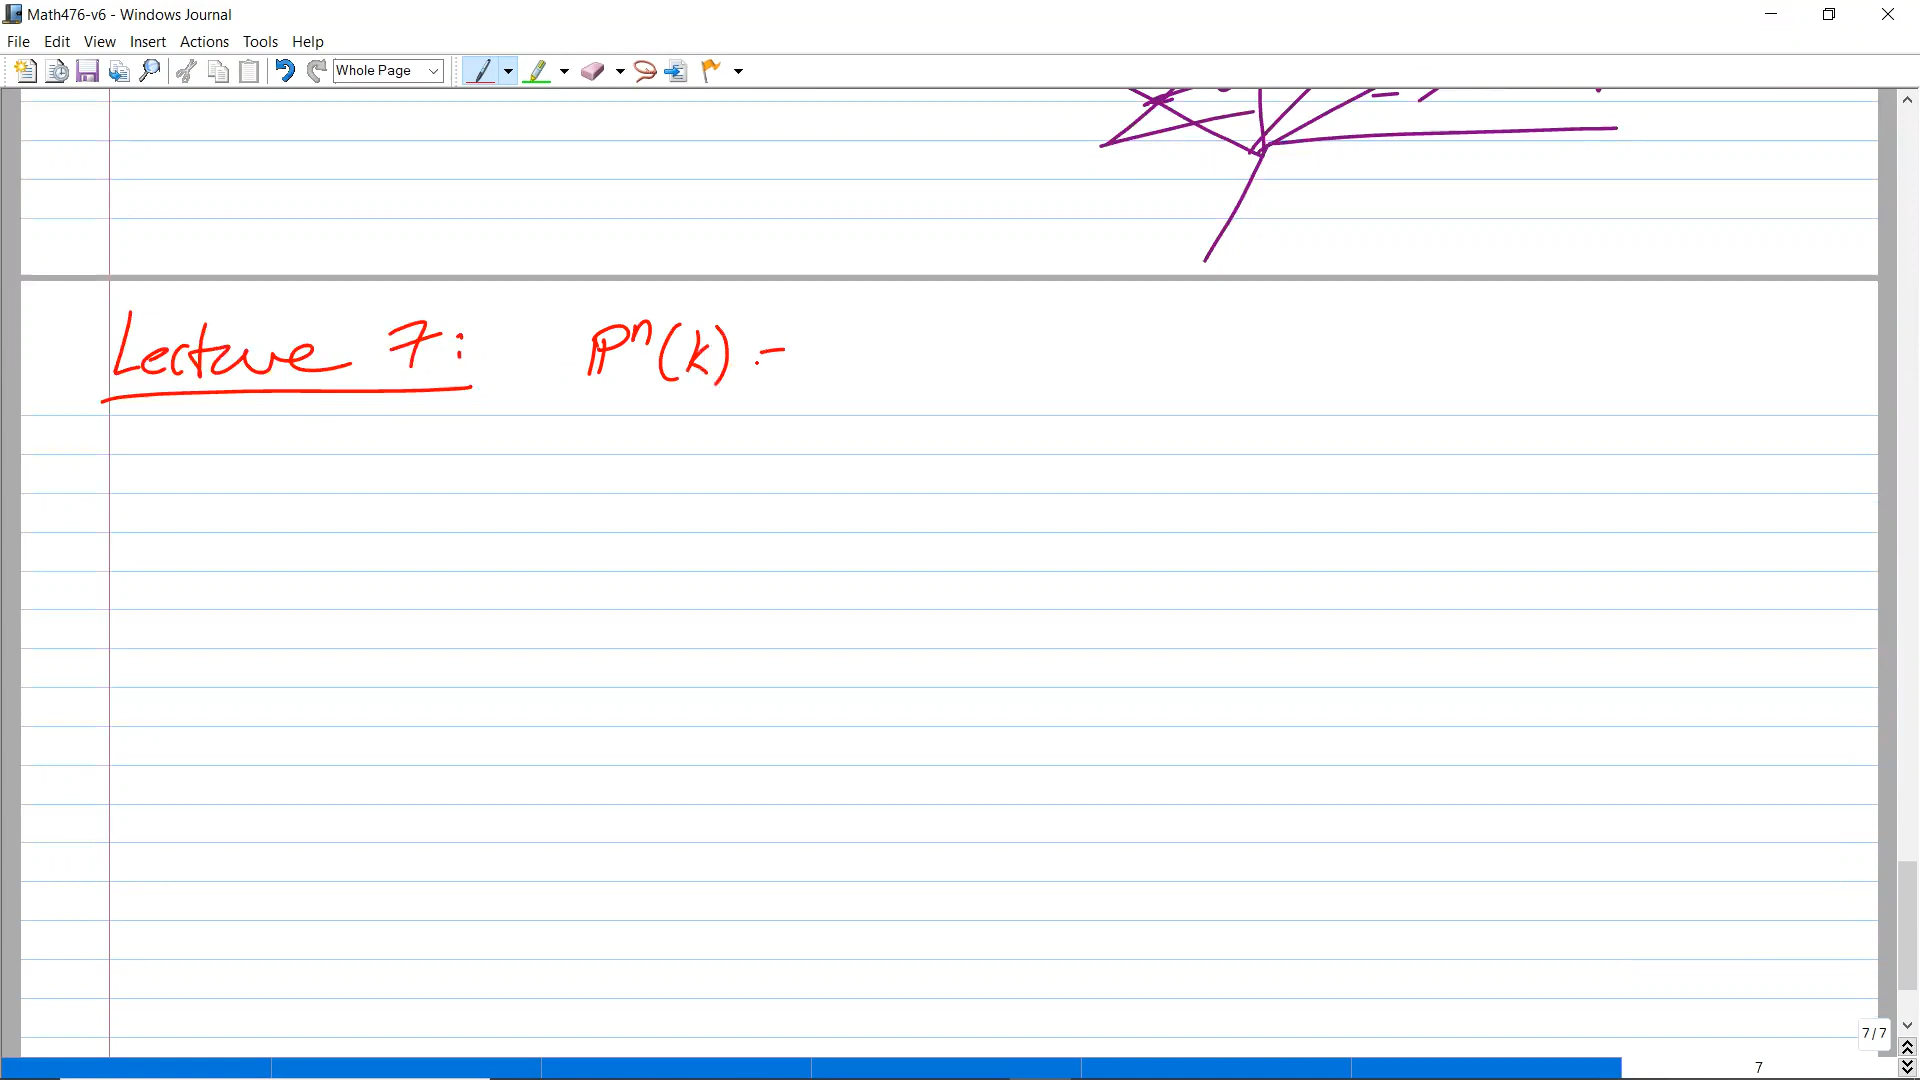 Math476-v6 - Windows Journal
File Edit View Insert Actions Tools Help
Whole Page
Lecture 7: ℙⁿ(k) :-
7/7
7